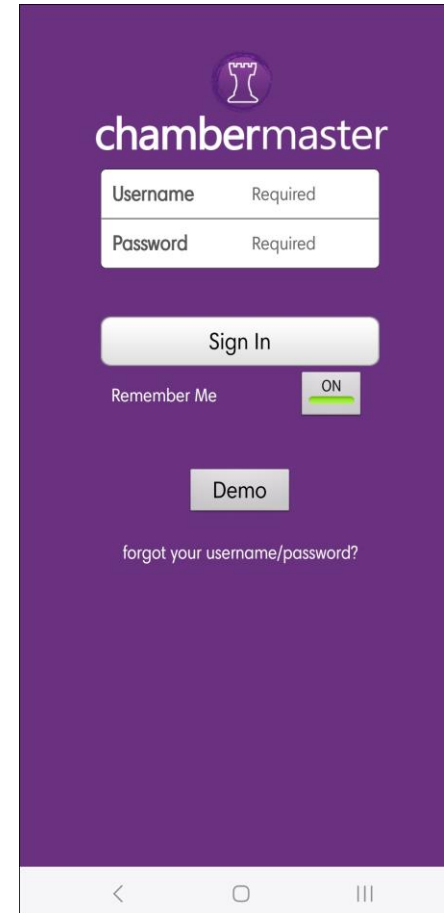 chambermaster
Username Required
Password Required
Sign In
Remember Me ON
Demo
forgot your username/password?